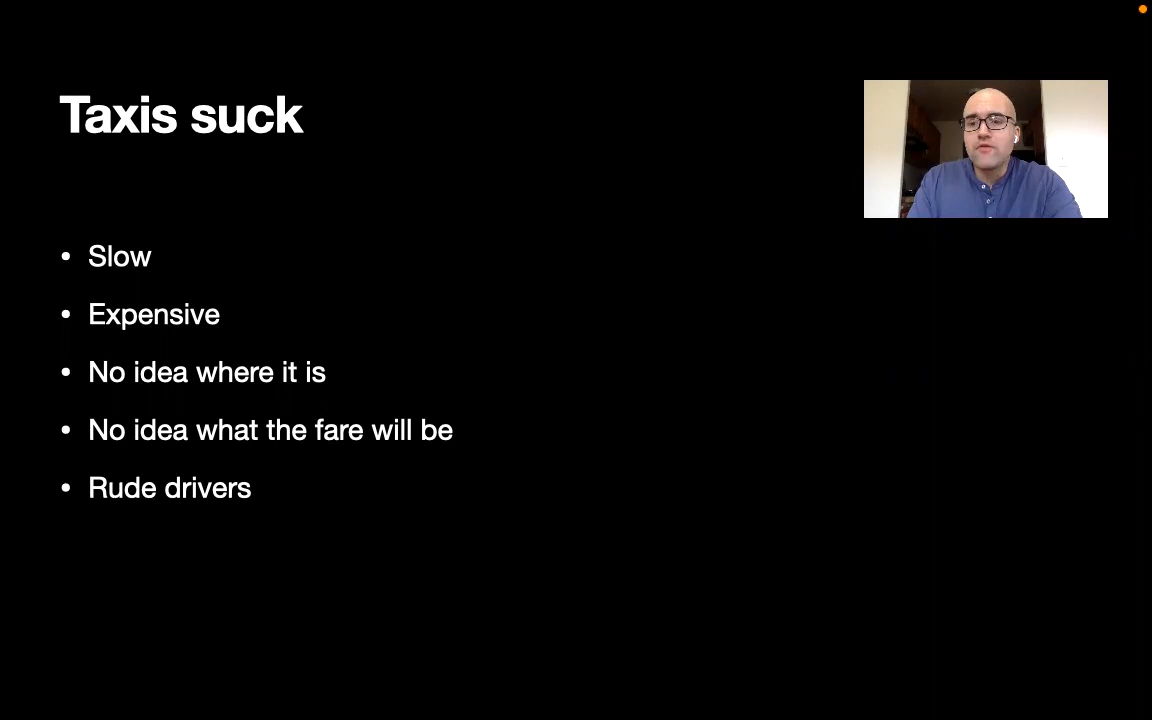 Taxis suck
• Slow
• Expensive
• No idea where it is
• No idea what the fare will be
• Rude drivers